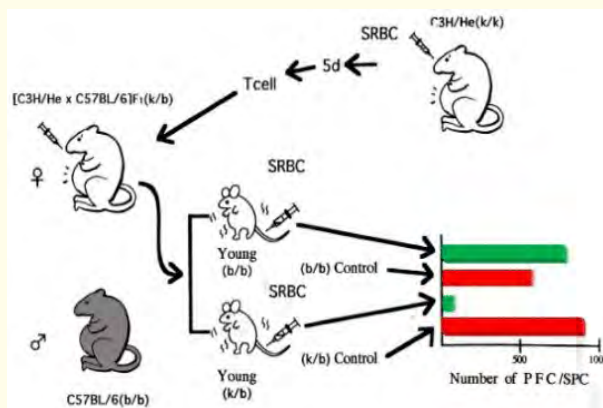 SRBC
C3H/He(k/k)
5d
Tcell
[C3H/He x C57BL/6]F₁(k/b)
♀
SRBC
Young
(b/b)
(b/b) Control
SRBC
♂
Young
(k/b)
(k/b) Control
C57BL/6(b/b)
500
100
Number of PFC/SPC